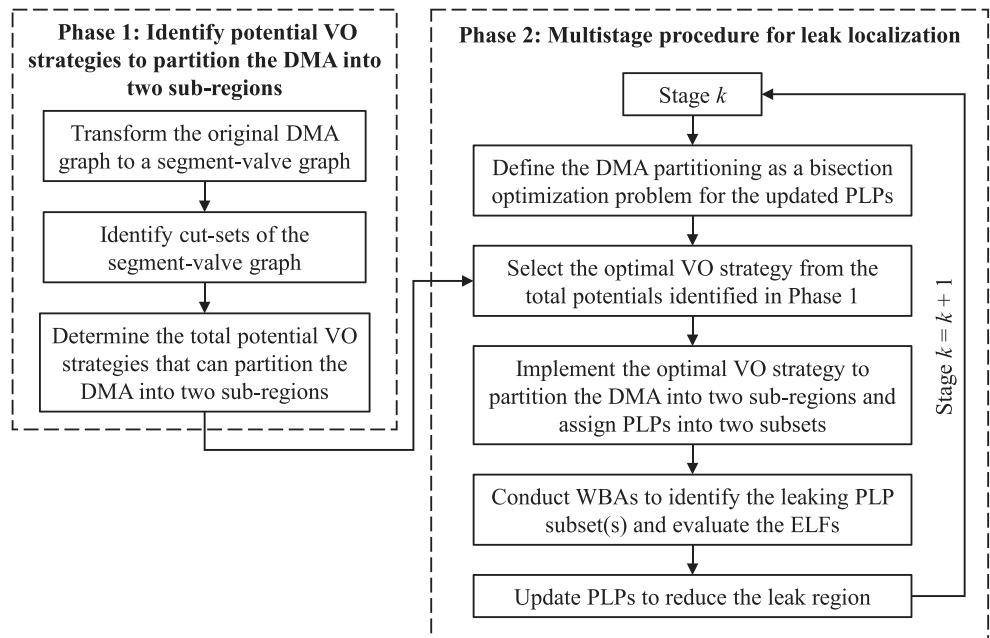 Phase 1: Identify potential VO
strategies to partition the DMA into
two sub-regions
Transform the original DMA
graph to a segment-valve graph
Identify cut-sets of the
segment-valve graph
Determine the total potential VO
strategies that can partition the
DMA into two sub-regions
Phase 2: Multistage procedure for leak localization
Stage k
Define the DMA partitioning as a bisection
optimization problem for the updated PLPs
Select the optimal VO strategy from the
total potentials identified in Phase 1
Implement the optimal VO strategy to
partition the DMA into two sub-regions and
assign PLPs into two subsets
Conduct WBAs to identify the leaking PLP
subset(s) and evaluate the ELFs
Update PLPs to reduce the leak region
Stage k = k + 1